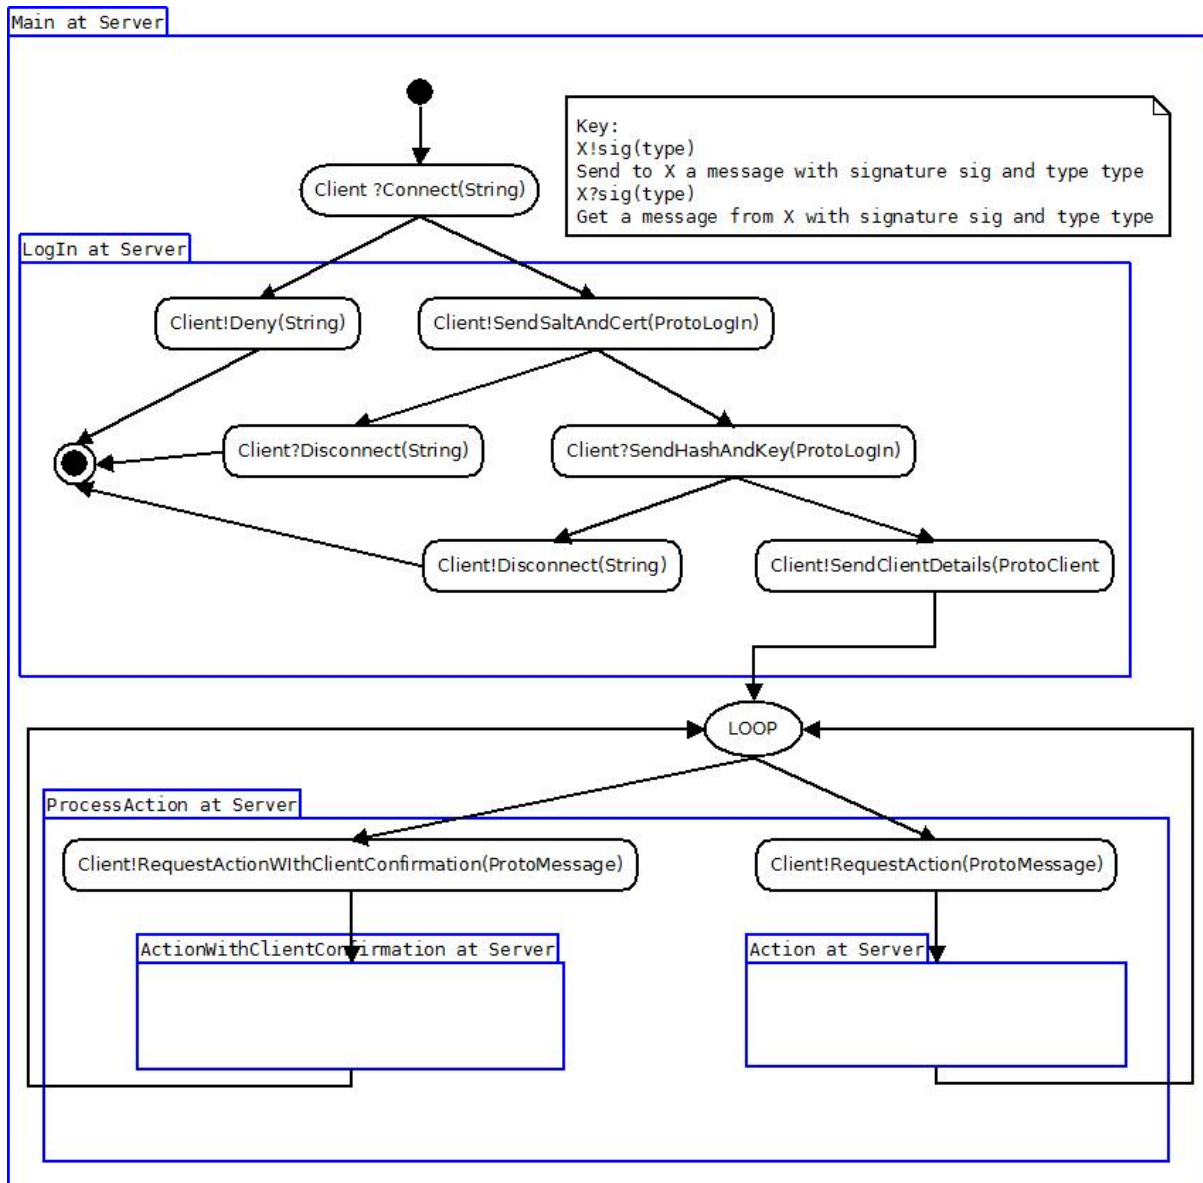 Main at Server
Key:
X!sig(type)
Send to X a message with signature sig and type type
X?sig(type)
Get a message from X with signature sig and type type
Client ?Connect(String)
LogIn at Server
Client!Deny(String)
Client!SendSaltAndCert(ProtoLogIn)
Client?Disconnect(String)
Client?SendHashAndKey(ProtoLogIn)
Client!Disconnect(String)
Client!SendClientDetails(ProtoClient
LOOP
ProcessAction at Server
Client!RequestActionWIthClientConfirmation(ProtoMessage)
Client!RequestAction(ProtoMessage)
ActionWithClientConfirmation at Server
Action at Server